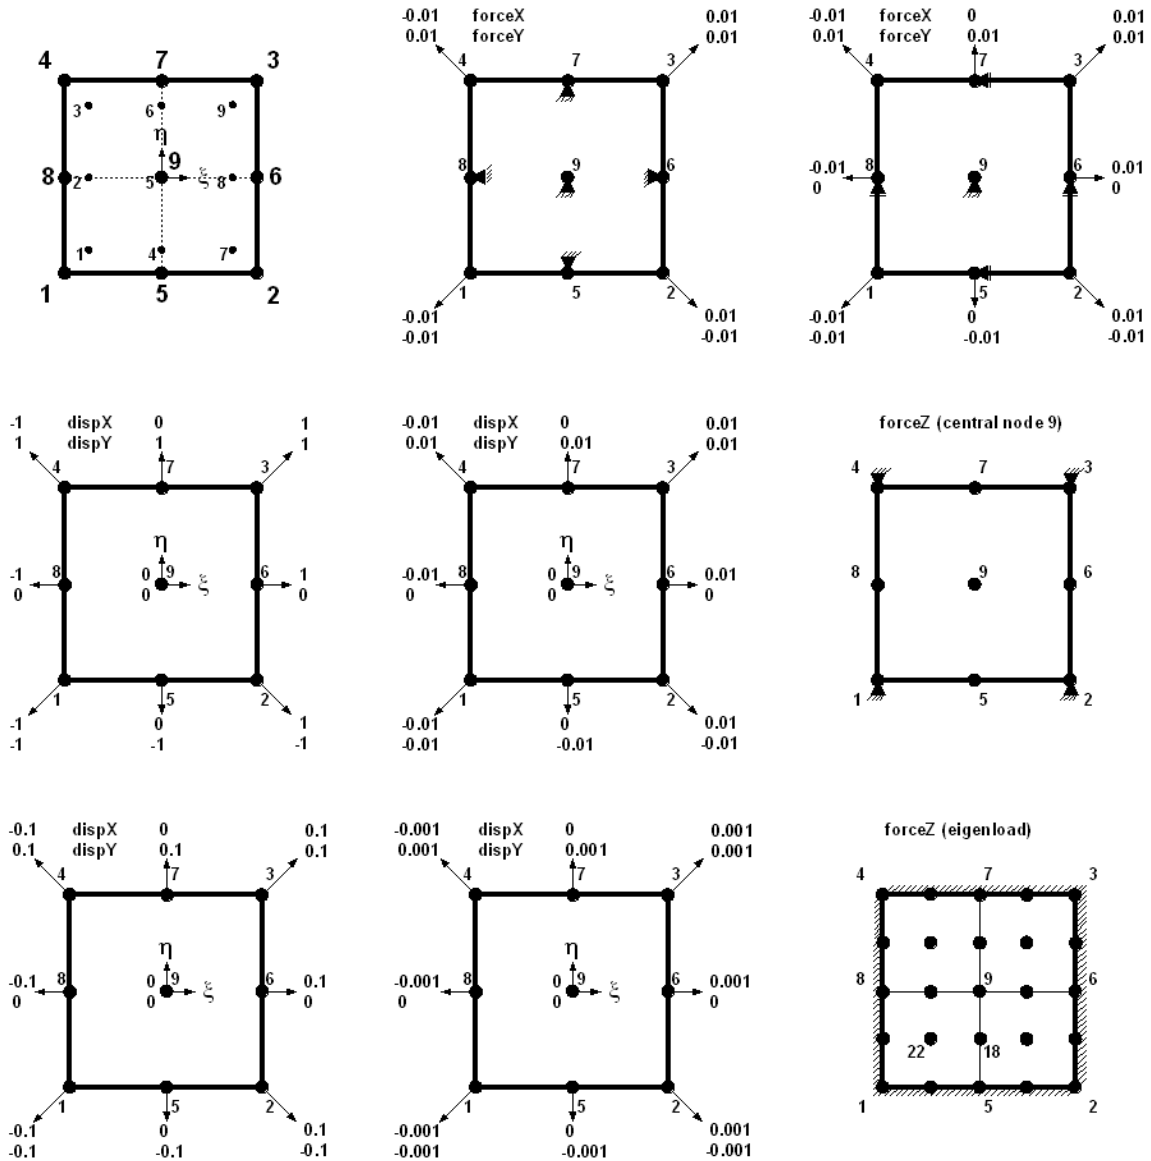 -0.01 forceX 0.01
0.01 forceY 0.01
-0.01 forceX 0 0.01
0.01 forceY 0.01 0.01
4 7 3
4 7 3
4 7 3
3 6 9
η
9
8 2 5 ξ 8 6
8 9 6
-0.01 8 9 6 0.01
0 0
1 4 7
1 5 2
1 5 2
1 5 2
-0.01 0.01
-0.01 -0.01
-0.01 0 0.01
-0.01 -0.01 -0.01
-1 dispX 0 1
1 dispY 1 1
4 7 3
η
-1 8 0 9 6 1
0 0 ξ 0
1 5 2
-1 0 1
-1 -1 -1
-0.01 dispX 0 0.01
0.01 dispY 0.01 0.01
4 7 3
η
-0.01 8 0 9 6 0.01
0 0 ξ 0
1 5 2
-0.01 0 0.01
-0.01 -0.01 -0.01
forceZ (central node 9)
4 7 3
8 9 6
1 5 2
-0.1 dispX 0 0.1
0.1 dispY 0.1 0.1
4 7 3
η
-0.1 8 0 9 6 0.1
0 0 ξ 0
1 5 2
-0.1 0 0.1
-0.1 -0.1 -0.1
-0.001 dispX 0 0.001
0.001 dispY 0.001 0.001
4 7 3
η
-0.001 8 0 9 6 0.001
0 0 ξ 0
1 5 2
-0.001 0 0.001
-0.001 -0.001 -0.001
forceZ (eigenload)
4 7 3
8 9 6
22 18
1 5 2